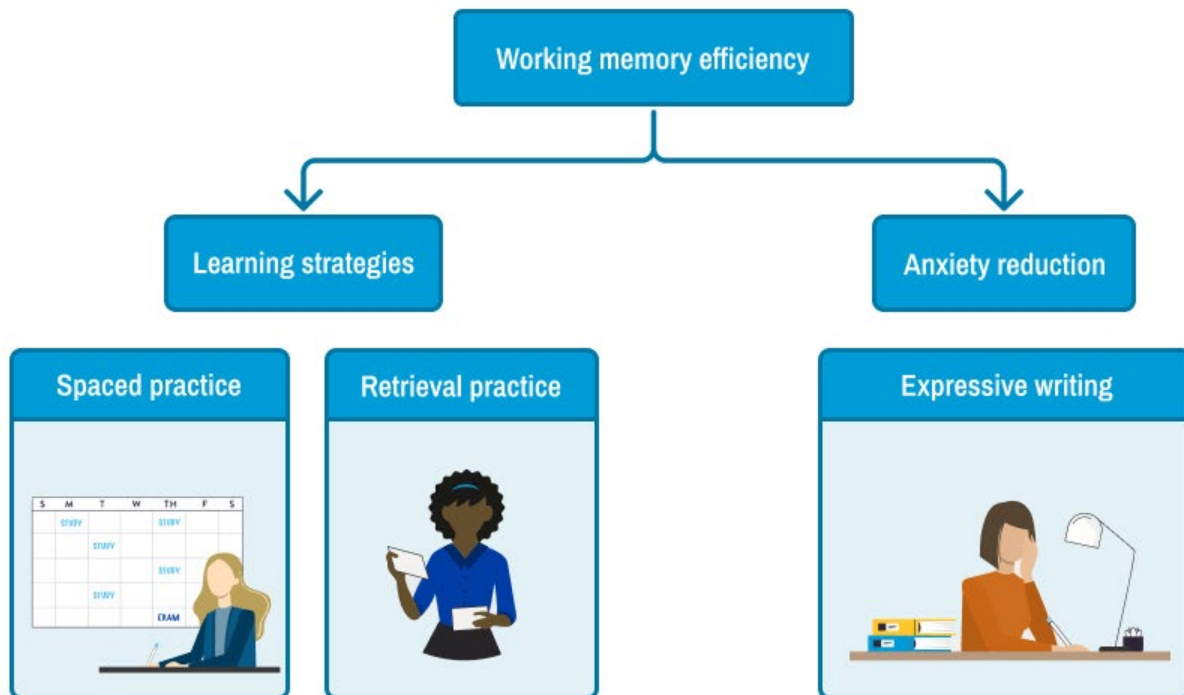 Working memory efficiency
Learning strategies
Anxiety reduction
Spaced practice
Retrieval practice
Expressive writing
S M T W TH F S
STUDY STUDY
STUDY
STUDY
STUDY
EXAM